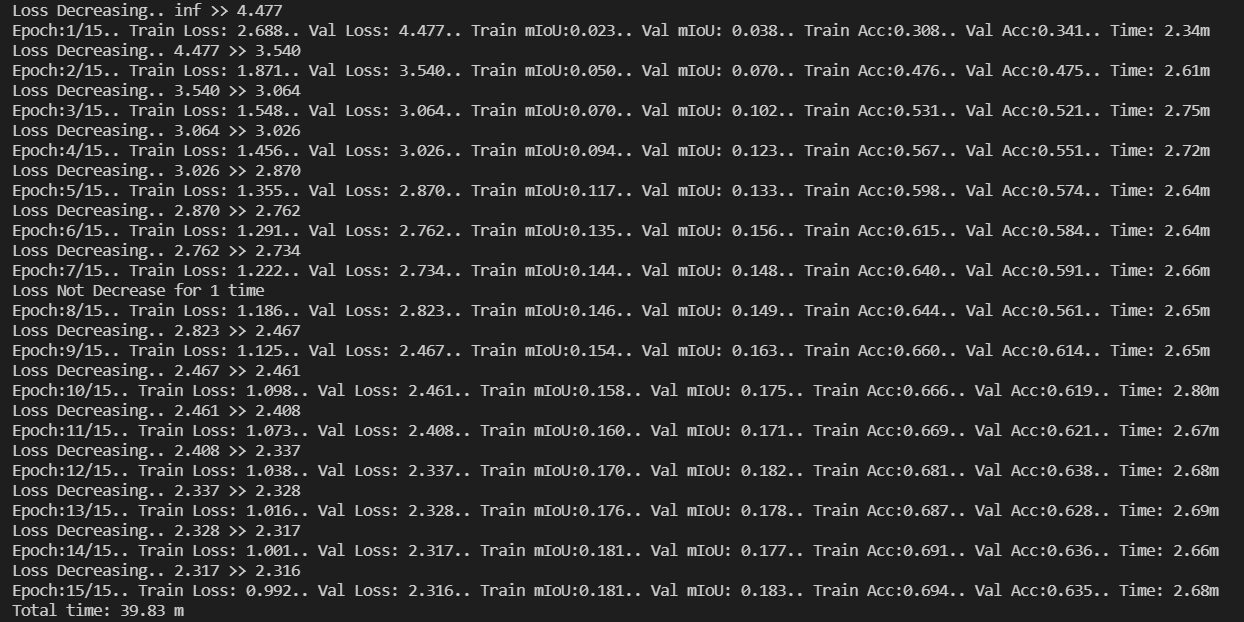 Loss Decreasing.. inf >> 4.477
Epoch:1/15.. Train Loss: 2.688.. Val Loss: 4.477.. Train mIoU:0.023.. Val mIoU: 0.038.. Train Acc:0.308.. Val Acc:0.341.. Time: 2.34m
Loss Decreasing.. 4.477 >> 3.540
Epoch:2/15.. Train Loss: 1.871.. Val Loss: 3.540.. Train mIoU:0.050.. Val mIoU: 0.070.. Train Acc:0.476.. Val Acc:0.475.. Time: 2.61m
Loss Decreasing.. 3.540 >> 3.064
Epoch:3/15.. Train Loss: 1.548.. Val Loss: 3.064.. Train mIoU:0.070.. Val mIoU: 0.102.. Train Acc:0.531.. Val Acc:0.521.. Time: 2.75m
Loss Decreasing.. 3.064 >> 3.026
Epoch:4/15.. Train Loss: 1.456.. Val Loss: 3.026.. Train mIoU:0.094.. Val mIoU: 0.123.. Train Acc:0.567.. Val Acc:0.551.. Time: 2.72m
Loss Decreasing.. 3.026 >> 2.870
Epoch:5/15.. Train Loss: 1.355.. Val Loss: 2.870.. Train mIoU:0.117.. Val mIoU: 0.133.. Train Acc:0.598.. Val Acc:0.574.. Time: 2.64m
Loss Decreasing.. 2.870 >> 2.762
Epoch:6/15.. Train Loss: 1.291.. Val Loss: 2.762.. Train mIoU:0.135.. Val mIoU: 0.156.. Train Acc:0.615.. Val Acc:0.584.. Time: 2.64m
Loss Decreasing.. 2.762 >> 2.734
Epoch:7/15.. Train Loss: 1.222.. Val Loss: 2.734.. Train mIoU:0.144.. Val mIoU: 0.148.. Train Acc:0.640.. Val Acc:0.591.. Time: 2.66m
Loss Not Decrease for 1 time
Epoch:8/15.. Train Loss: 1.186.. Val Loss: 2.823.. Train mIoU:0.146.. Val mIoU: 0.149.. Train Acc:0.644.. Val Acc:0.561.. Time: 2.65m
Loss Decreasing.. 2.823 >> 2.467
Epoch:9/15.. Train Loss: 1.125.. Val Loss: 2.467.. Train mIoU:0.154.. Val mIoU: 0.163.. Train Acc:0.660.. Val Acc:0.614.. Time: 2.65m
Loss Decreasing.. 2.467 >> 2.461
Epoch:10/15.. Train Loss: 1.098.. Val Loss: 2.461.. Train mIoU:0.158.. Val mIoU: 0.175.. Train Acc:0.666.. Val Acc:0.619.. Time: 2.80m
Loss Decreasing.. 2.461 >> 2.408
Epoch:11/15.. Train Loss: 1.073.. Val Loss: 2.408.. Train mIoU:0.160.. Val mIoU: 0.171.. Train Acc:0.669.. Val Acc:0.621.. Time: 2.67m
Loss Decreasing.. 2.408 >> 2.337
Epoch:12/15.. Train Loss: 1.038.. Val Loss: 2.337.. Train mIoU:0.170.. Val mIoU: 0.182.. Train Acc:0.681.. Val Acc:0.638.. Time: 2.68m
Loss Decreasing.. 2.337 >> 2.328
Epoch:13/15.. Train Loss: 1.016.. Val Loss: 2.328.. Train mIoU:0.176.. Val mIoU: 0.178.. Train Acc:0.687.. Val Acc:0.628.. Time: 2.69m
Loss Decreasing.. 2.328 >> 2.317
Epoch:14/15.. Train Loss: 1.001.. Val Loss: 2.317.. Train mIoU:0.181.. Val mIoU: 0.177.. Train Acc:0.691.. Val Acc:0.636.. Time: 2.66m
Loss Decreasing.. 2.317 >> 2.316
Epoch:15/15.. Train Loss: 0.992.. Val Loss: 2.316.. Train mIoU:0.181.. Val mIoU: 0.183.. Train Acc:0.694.. Val Acc:0.635.. Time: 2.68m
Total time: 39.83 m